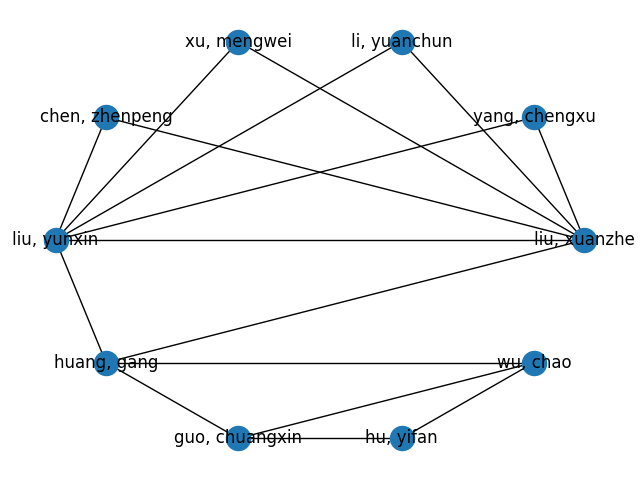 xu, mengwei
li, yuanchun
chen, zhenpeng
yang, chengxu
liu, yunxin
liu, xuanzhe
huang, gang
wu, chao
guo, chuangxin
hu, yifan